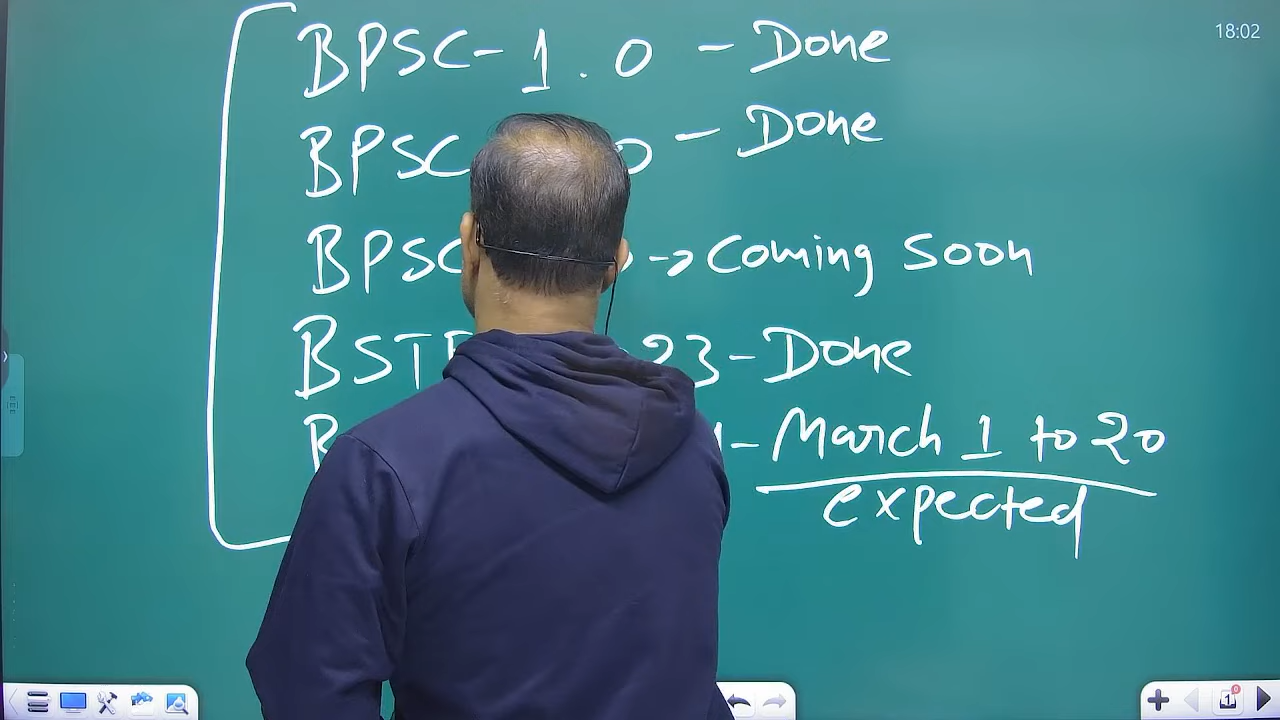 18:02
BPSC-1.0 - Done
BPSC 0 - Done
BPSC → Coming Soon
BST 23 - Done
March 1 to 20
expected